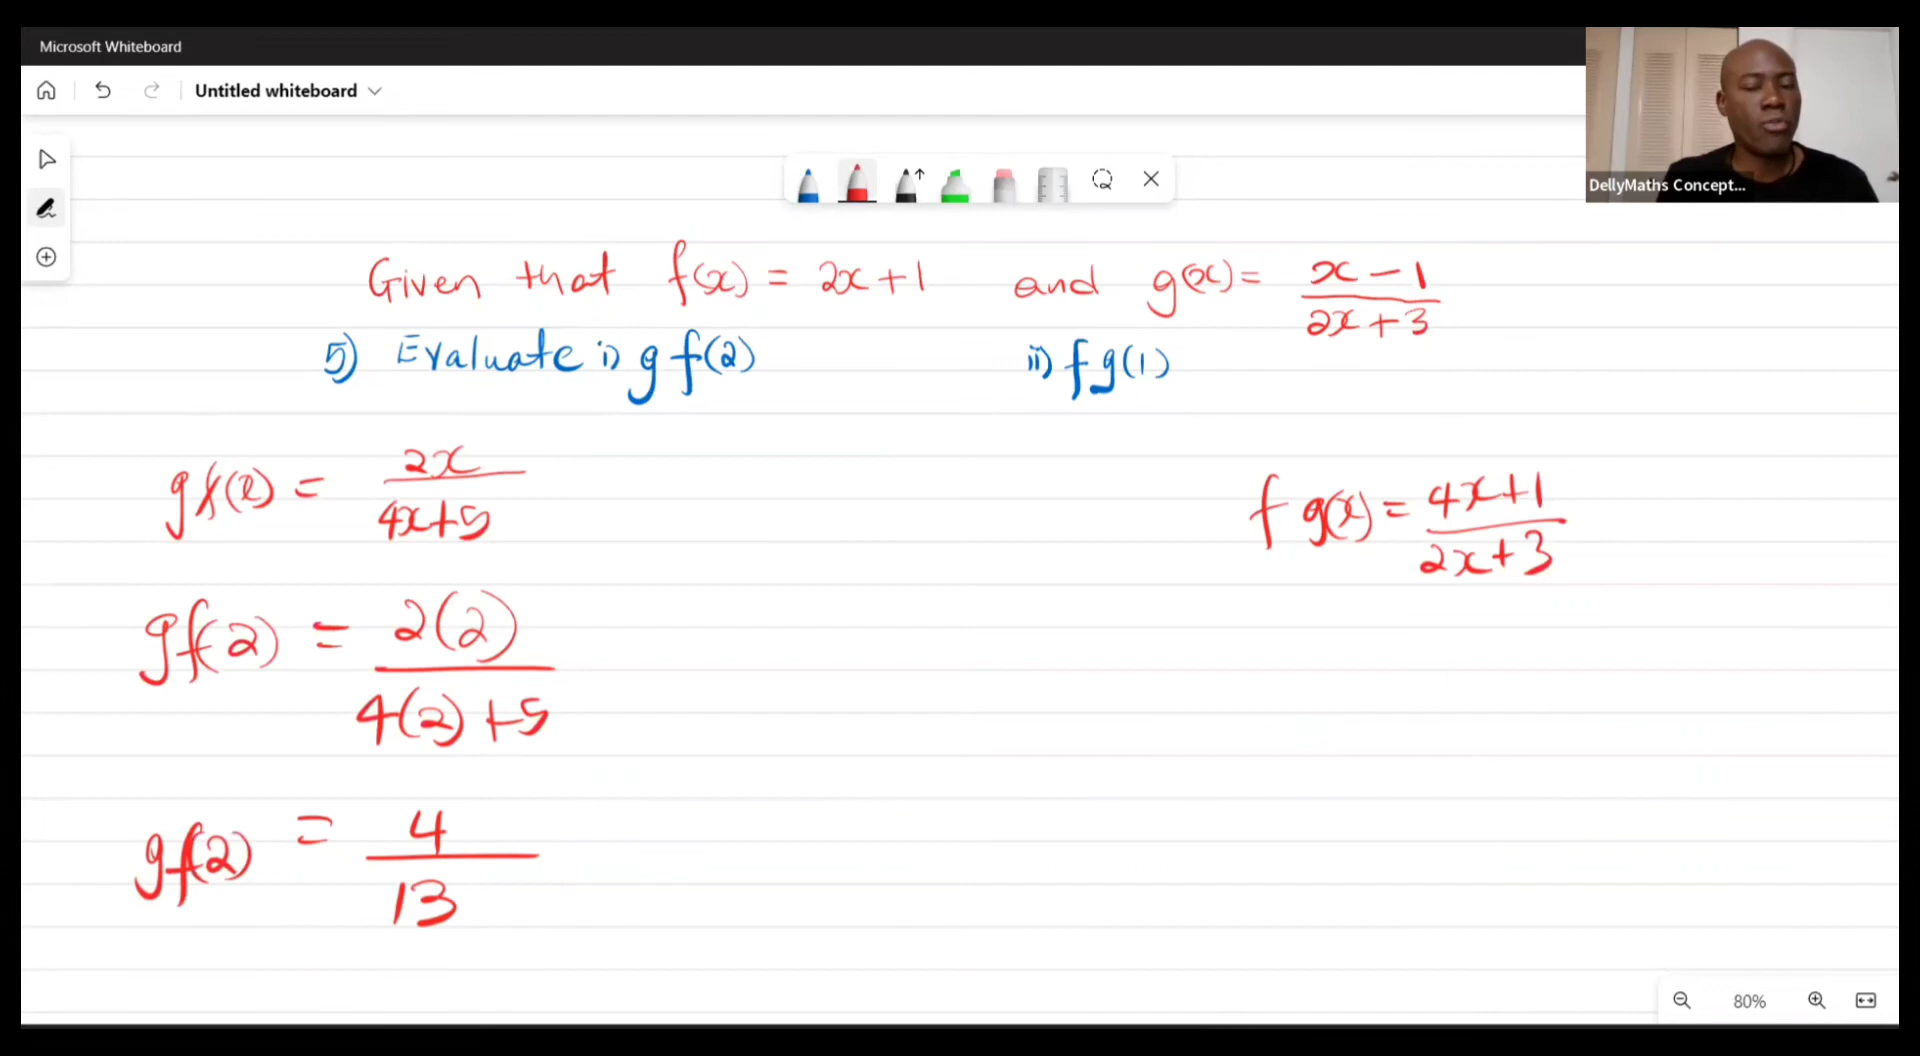 Microsoft Whiteboard
Untitled whiteboard
DellyMaths Concept...
Given that f(x) = 2x+1 and g(x)= x-1/2x+3
5) Evaluate i) gf(2) ii) fg(1)
gf(x) = 2x/4x+5
fg(x) = 4x+1/2x+3
gf(2) = 2(2)/4(2)+5
gf(2) = 4/13
80%